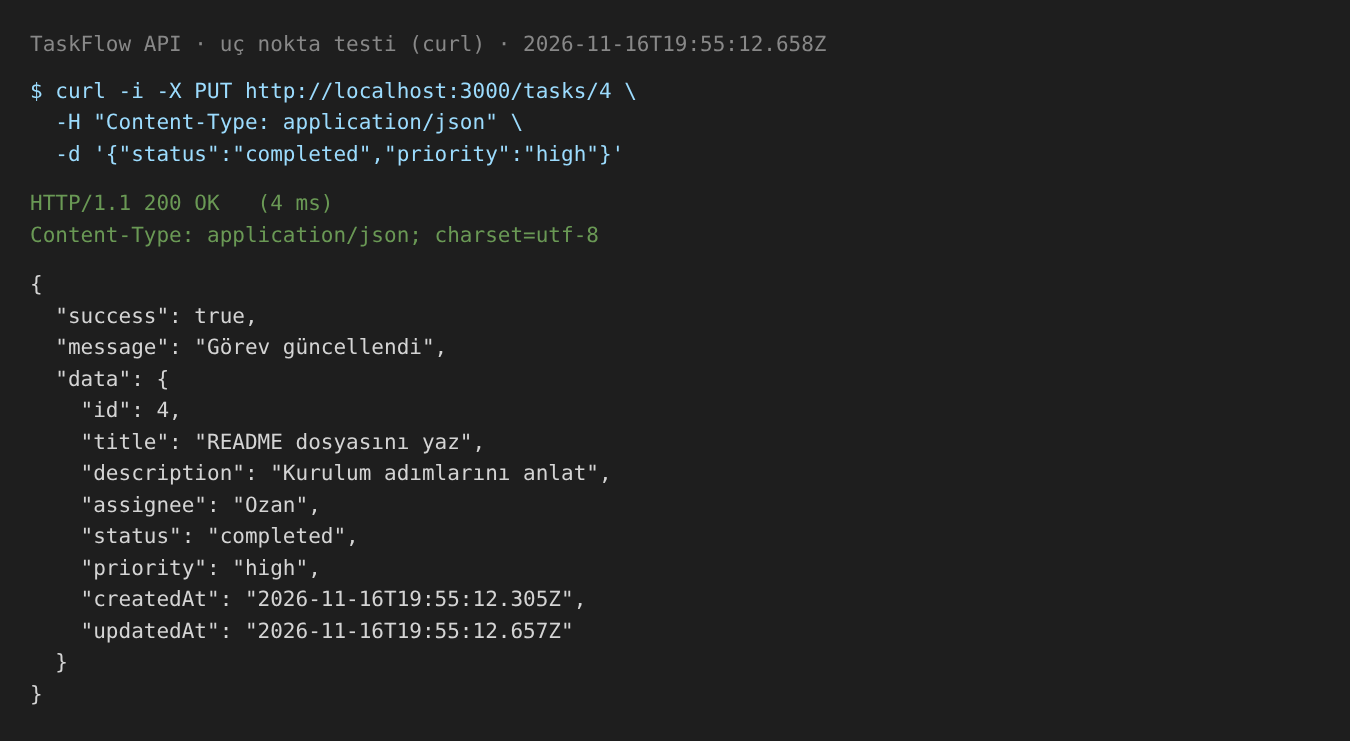 TaskFlow API · uç nokta testi (curl) · 2026-11-16T19:55:12.658Z
$ curl -i -X PUT http://localhost:3000/tasks/4 \
  -H "Content-Type: application/json" \
  -d '{"status":"completed","priority":"high"}'
HTTP/1.1 200 OK   (4 ms)
Content-Type: application/json; charset=utf-8
{
  "success": true,
  "message": "Görev güncellendi",
  "data": {
    "id": 4,
    "title": "README dosyasını yaz",
    "description": "Kurulum adımlarını anlat",
    "assignee": "Ozan",
    "status": "completed",
    "priority": "high",
    "createdAt": "2026-11-16T19:55:12.305Z",
    "updatedAt": "2026-11-16T19:55:12.657Z"
  }
}